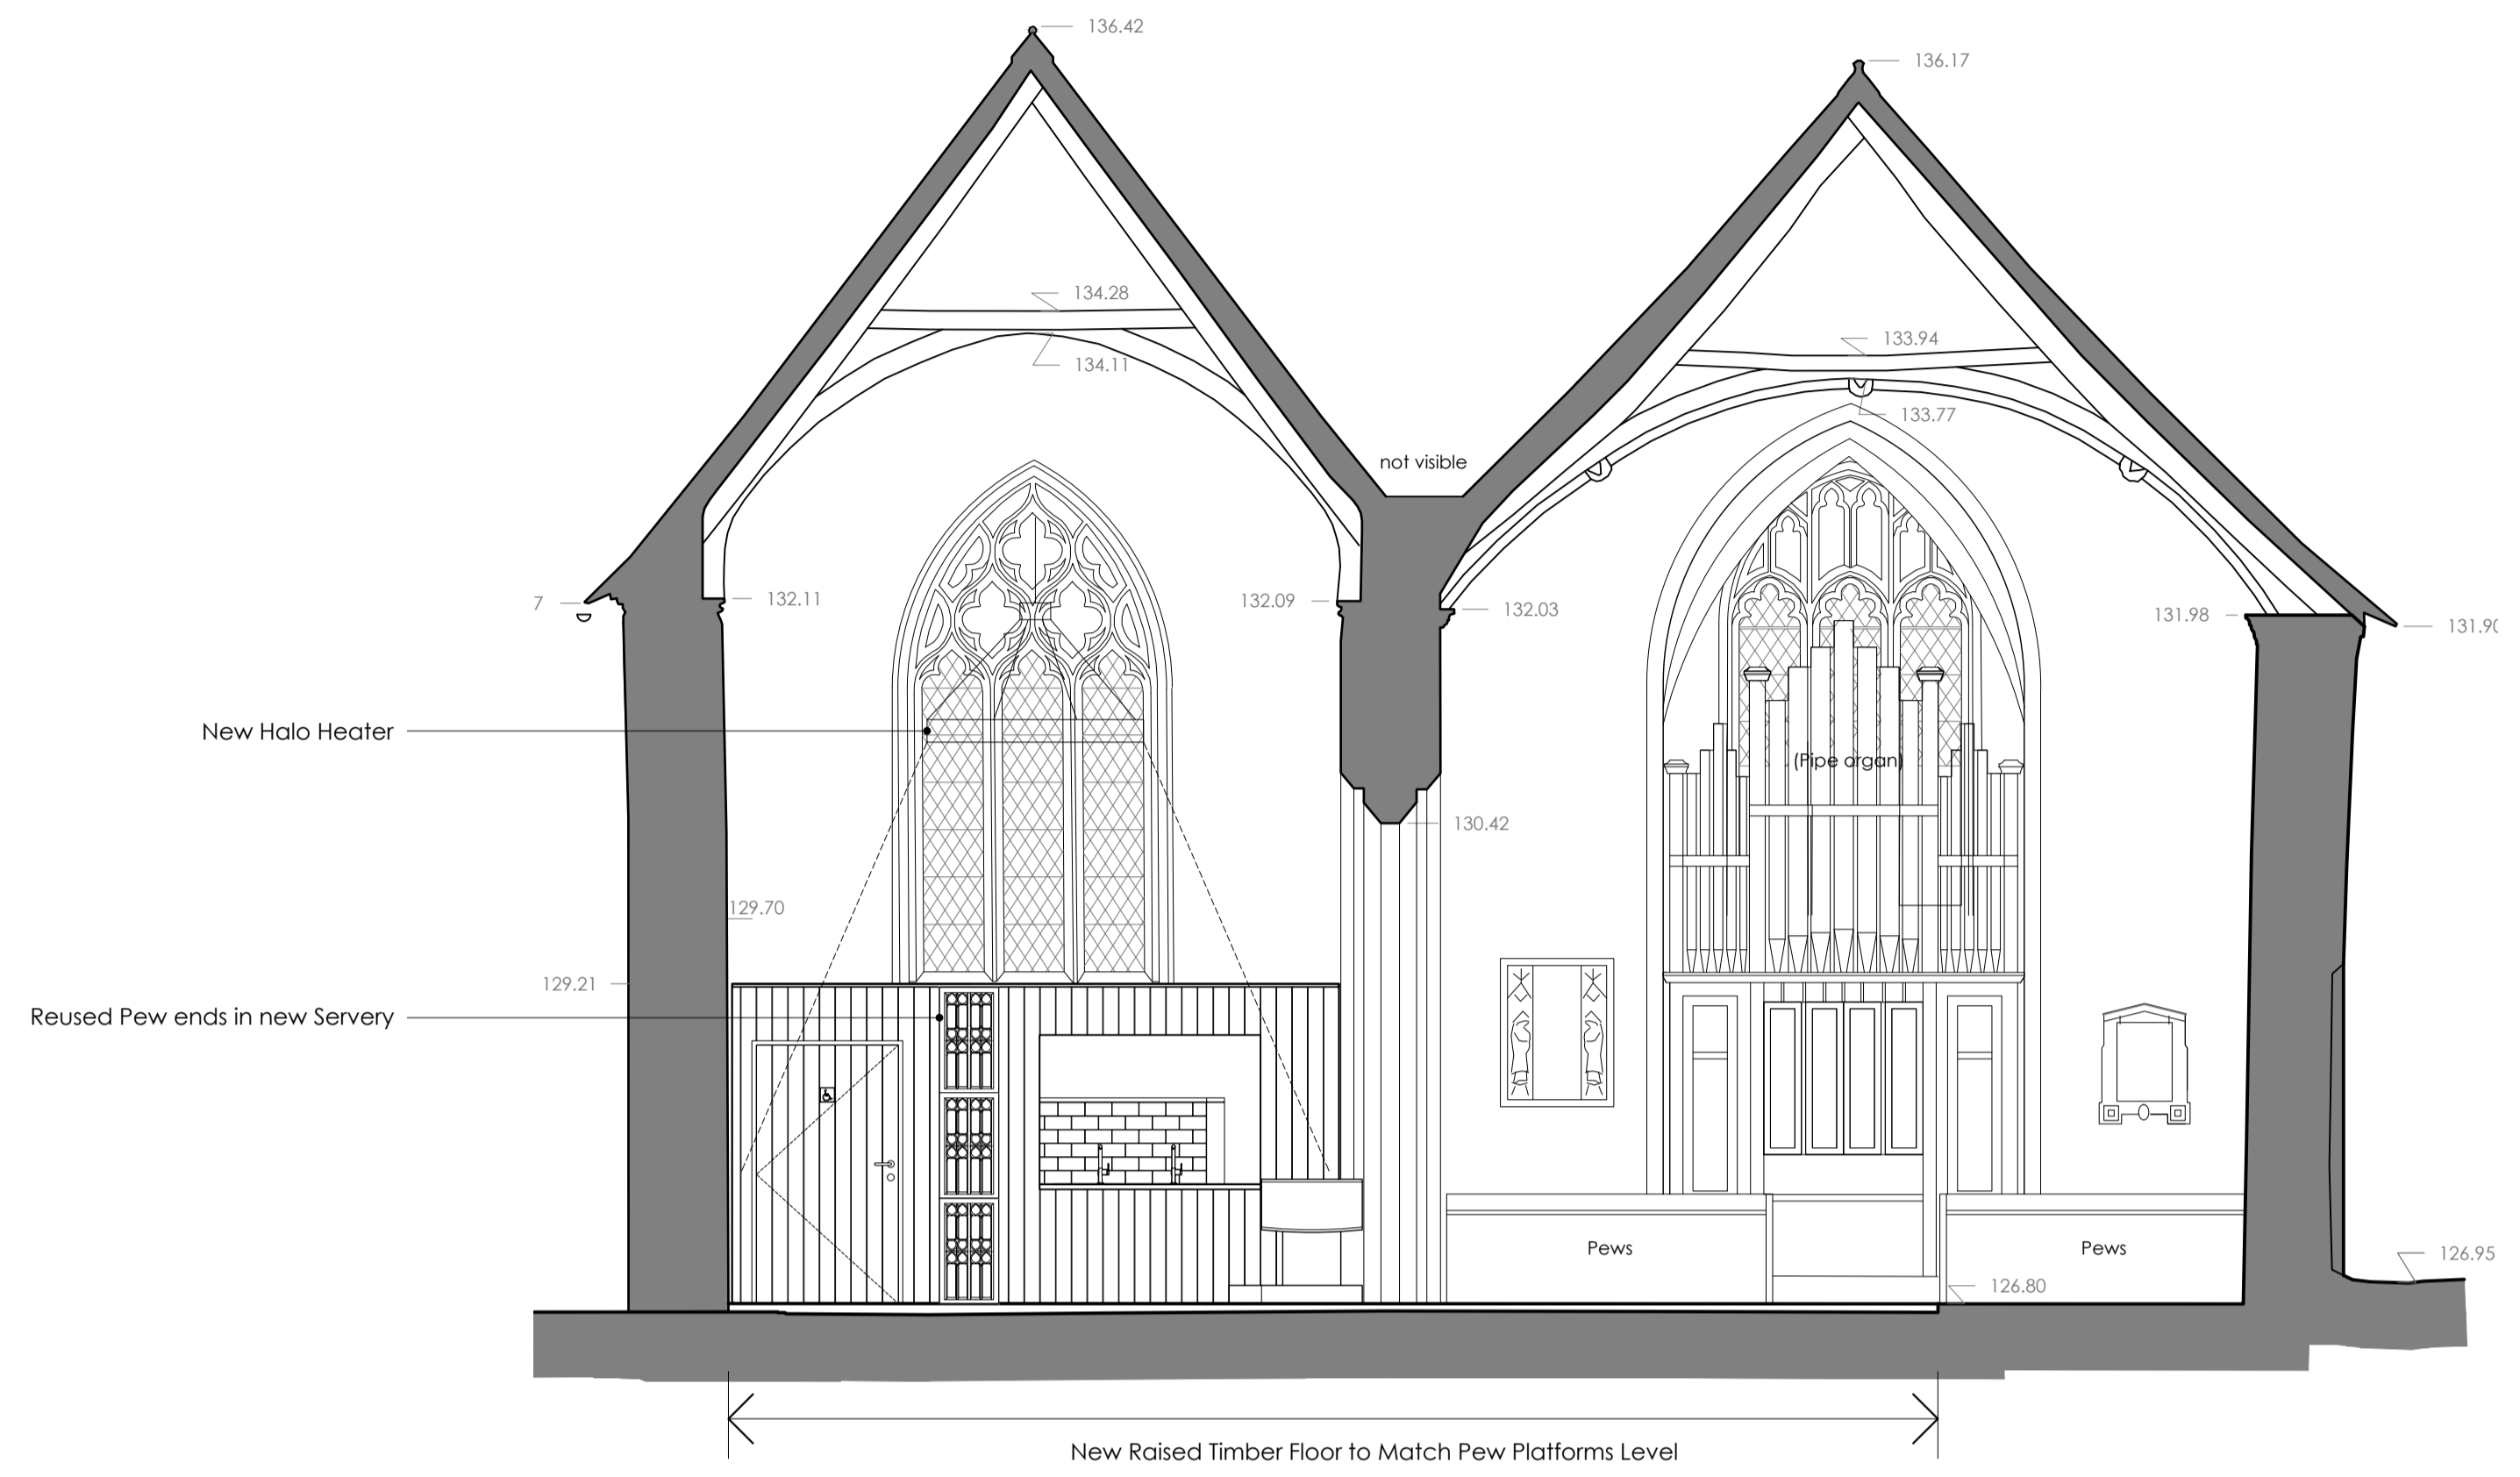 136.42
136.17
134.28
133.94
134.11
133.77
not visible
7
132.11
132.09
132.03
131.98
131.90
New Halo Heater
(Pipe organ)
130.42
129.70
129.21
Reused Pew ends in new Servery
Pews
Pews
126.95
126.80
New Raised Timber Floor to Match Pew Platforms Level